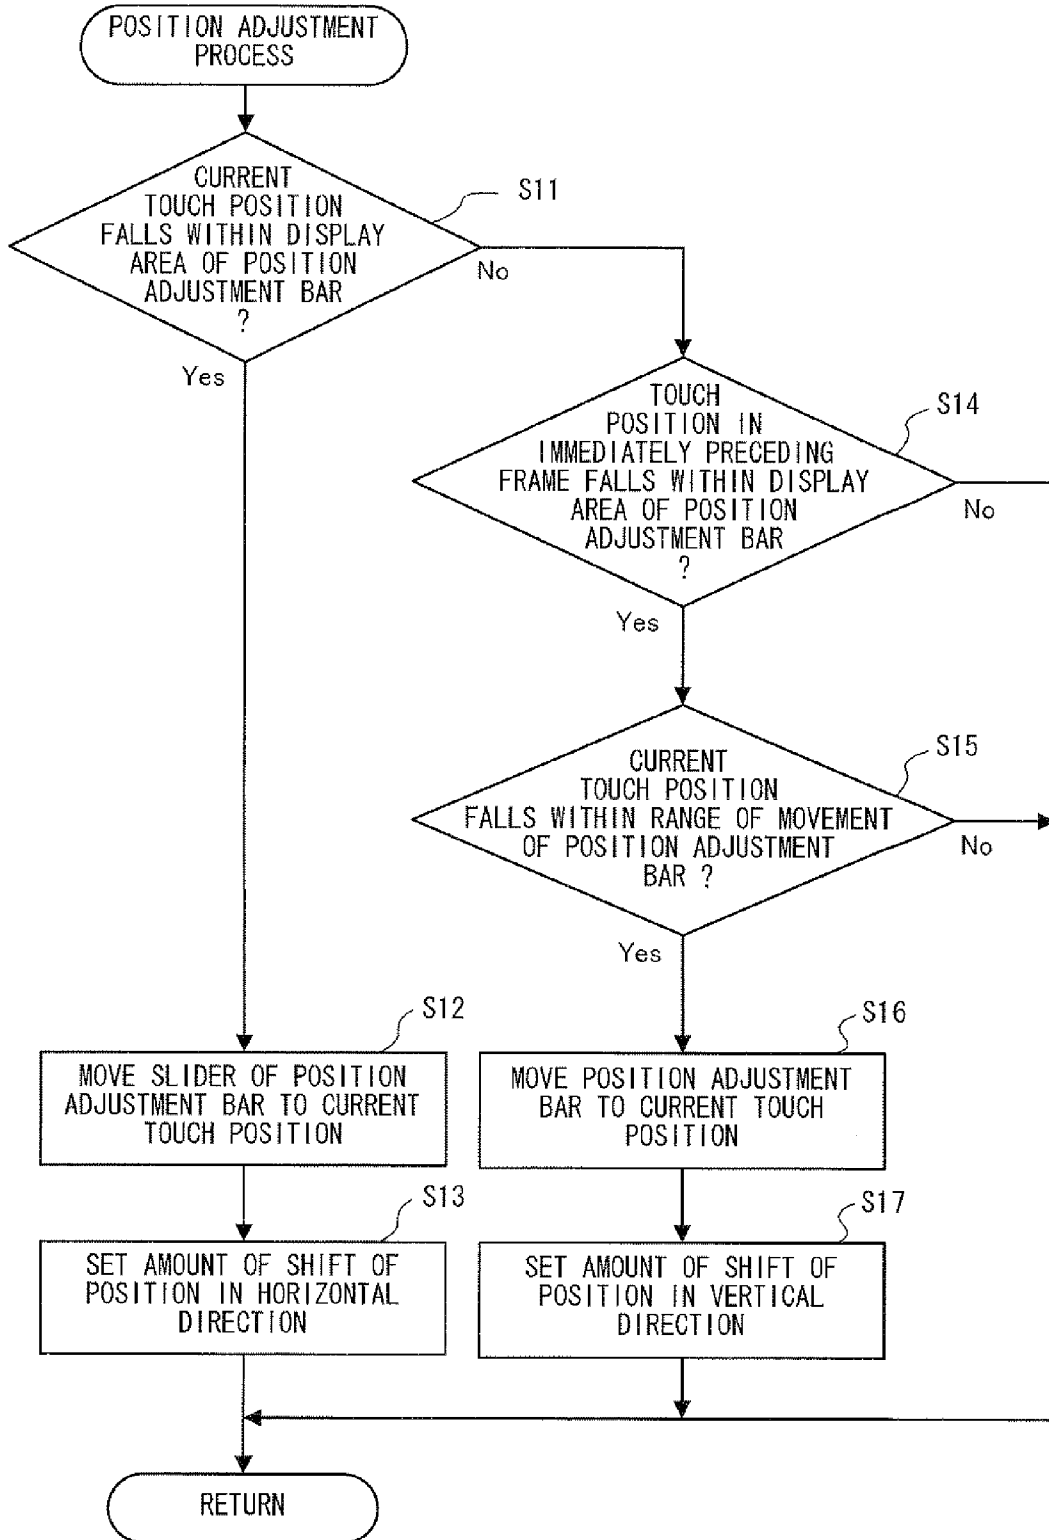 POSITION ADJUSTMENT
PROCESS
CURRENT
TOUCH POSITION
FALLS WITHIN DISPLAY
AREA OF POSITION
ADJUSTMENT BAR
?
S11
No
Yes
TOUCH
POSITION IN
IMMEDIATELY PRECEDING
FRAME FALLS WITHIN DISPLAY
AREA OF POSITION
ADJUSTMENT BAR
?
S14
No
Yes
CURRENT
TOUCH POSITION
FALLS WITHIN RANGE OF MOVEMENT
OF POSITION ADJUSTMENT
BAR ?
S15
No
Yes
S12
MOVE SLIDER OF POSITION
ADJUSTMENT BAR TO CURRENT
TOUCH POSITION
S16
MOVE POSITION ADJUSTMENT
BAR TO CURRENT TOUCH
POSITION
S13
SET AMOUNT OF SHIFT OF
POSITION IN HORIZONTAL
DIRECTION
S17
SET AMOUNT OF SHIFT OF
POSITION IN VERTICAL
DIRECTION
RETURN